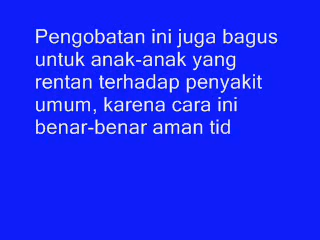 Pengobatan ini juga bagus
untuk anak-anak yang
rentan terhadap penyakit
umum, karena cara ini
benar-benar aman tid